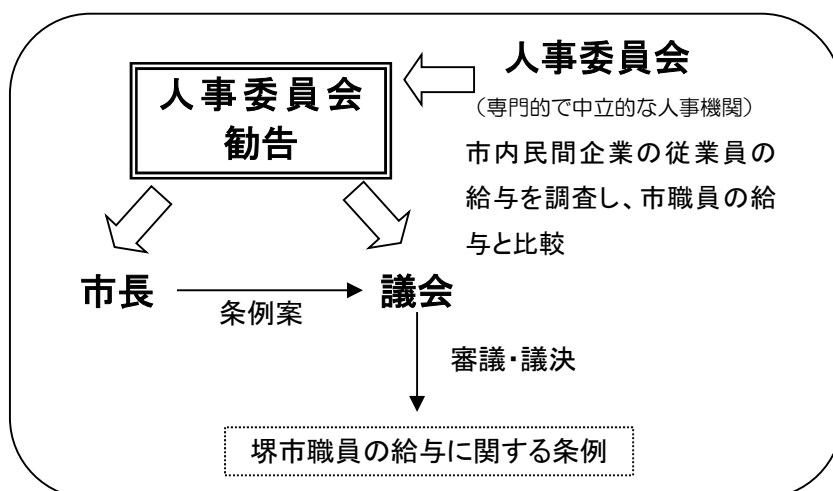 人事委員会
勧告
人事委員会
（専門的で中立的な人事機関）
市内民間企業の従業員の
給与を調査し、市職員の給
与と比較
市長
条例案
議会
審議・議決
堺市職員の給与に関する条例